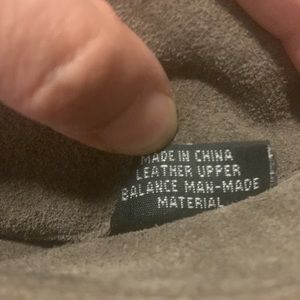 MADE IN CHINA
LEATHER UPPER
BALANCE MAN-MADE
MATERIAL